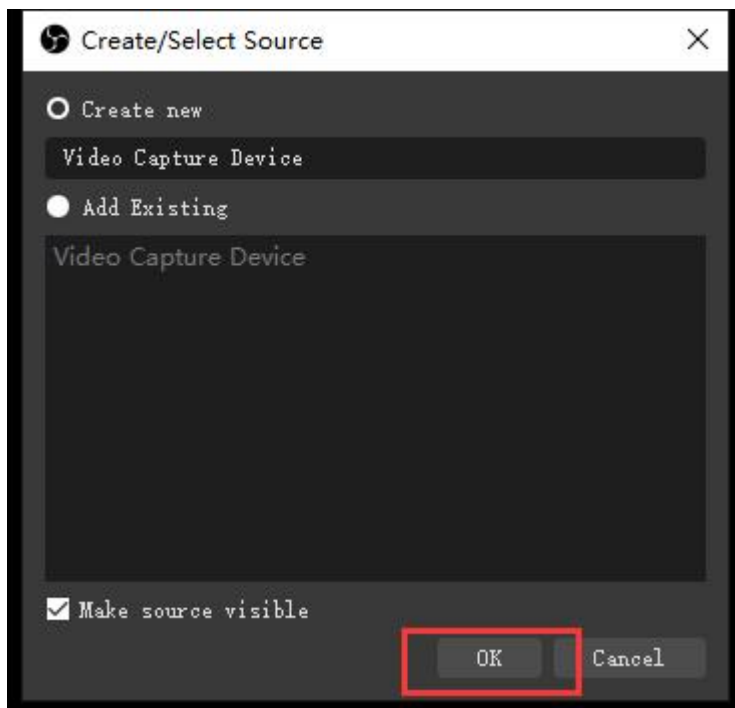 Create/Select Source
Create new
Video Capture Device
Add Existing
Video Capture Device
Make source visible
OK Cancel